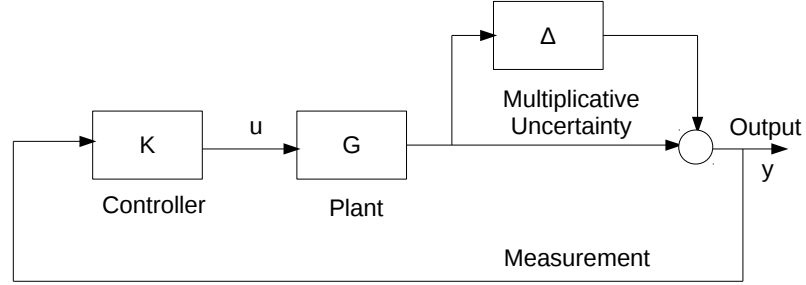 Δ
Multiplicative
Uncertainty
K
u
G
Output
y
Controller
Plant
Measurement